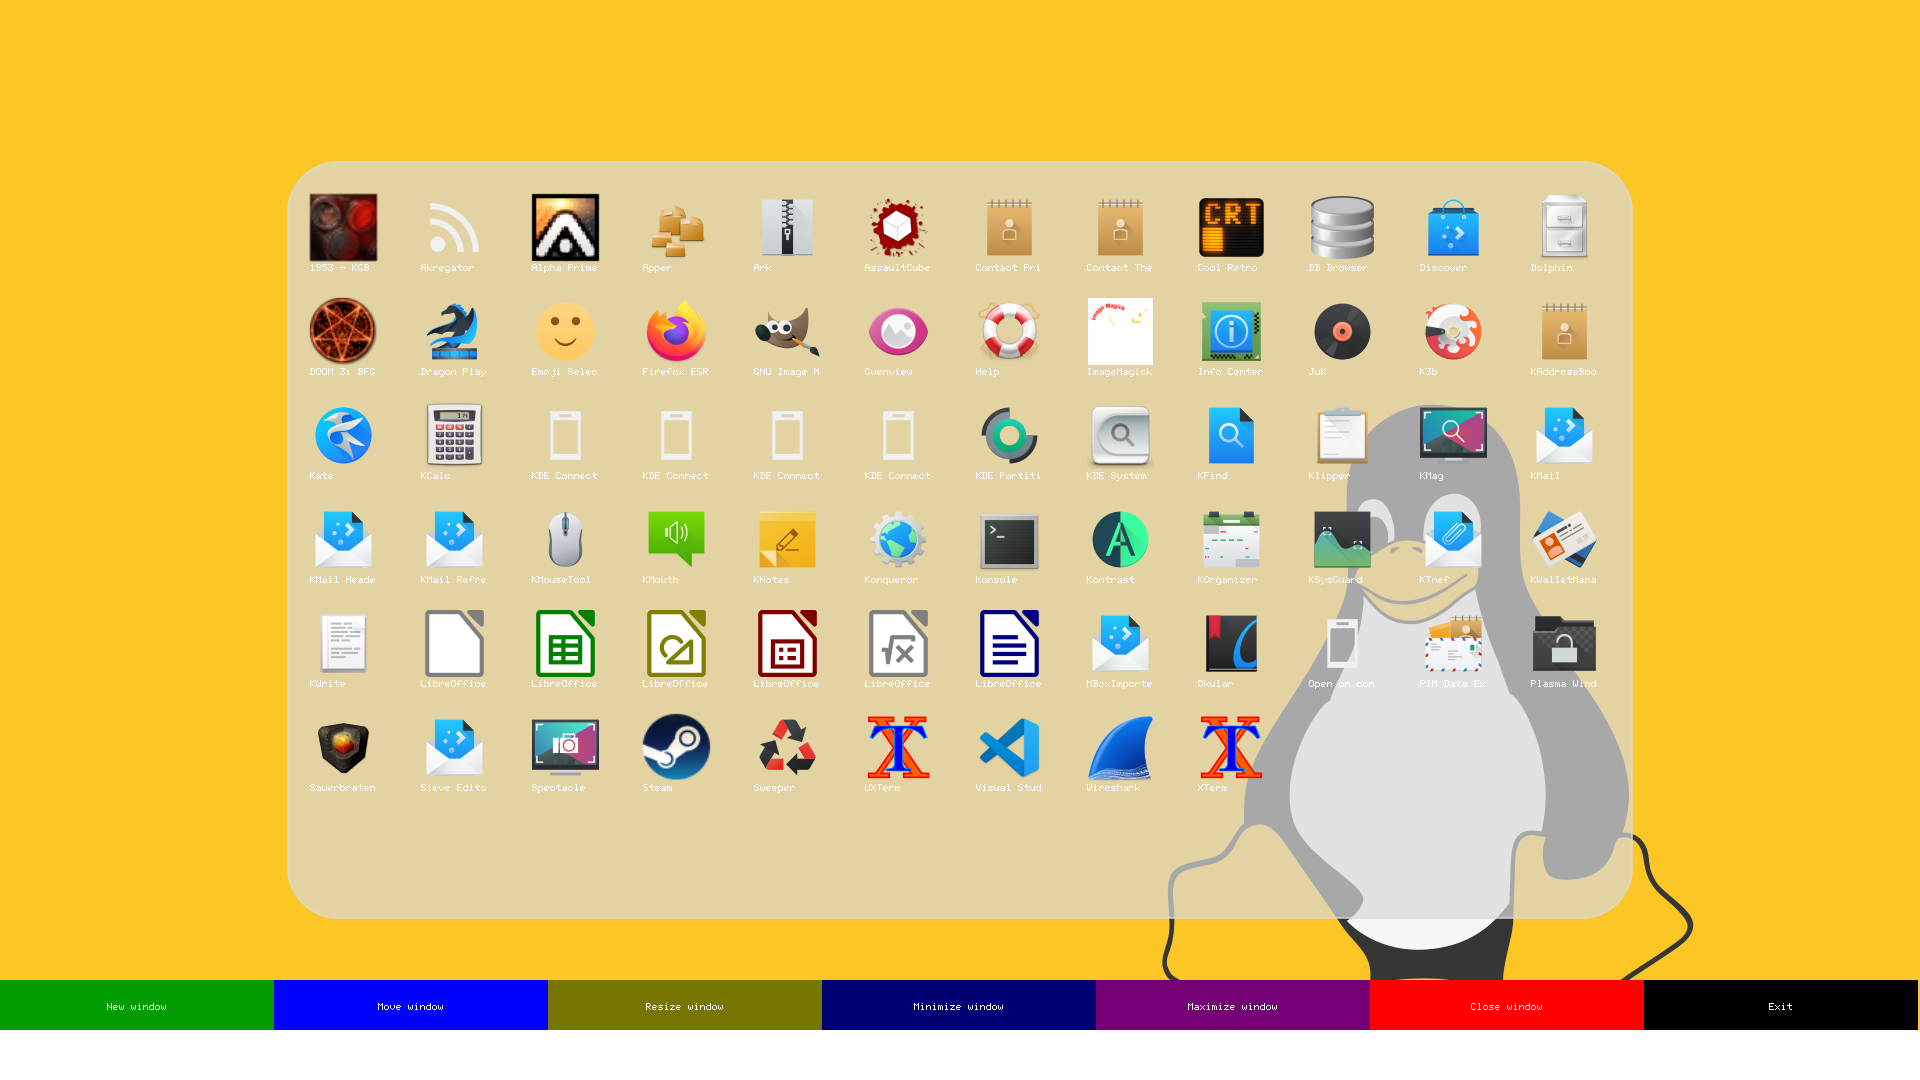 CRT
1953 - KGB
Akregator
Alpha Prime
Apper
Ark
AssaultCube
Contact Pri
Contact The
Cool Retro
DB Browser
Discover
Dolphin
Image Magick
DOOM 3: BFG
Dragon Play
Emoji Selec
Firefox ESR
GNU Image M
Gwenview
Help
ImageMagick
Info Center
JuK
K3b
KAddressBoo
Kate
KCalc
KDE Connect
KDE Connect
KDE Connect
KDE Connect
KDE Partiti
KDE System
KFind
Klipper
KMag
KMail
KMail Heade
KMail Refre
KMouseTool
KMouth
KNotes
Konqueror
Konsole
Kontrast
KOrganizer
KSysGuard
KTnef
KWalletMana
KWrite
LibreOffice
LibreOffice
LibreOffice
LibreOffice
LibreOffice
LibreOffice
MBoxImporte
Okular
Open on con
PIM Data Ex
Plasma Wind
Sauerbraten
Sieve Edito
Spectacle
Steam
Sweeper
UXTerm
Visual Stud
Wireshark
XTerm
New window
Move window
Resize window
Minimize window
Maximize window
Close window
Exit